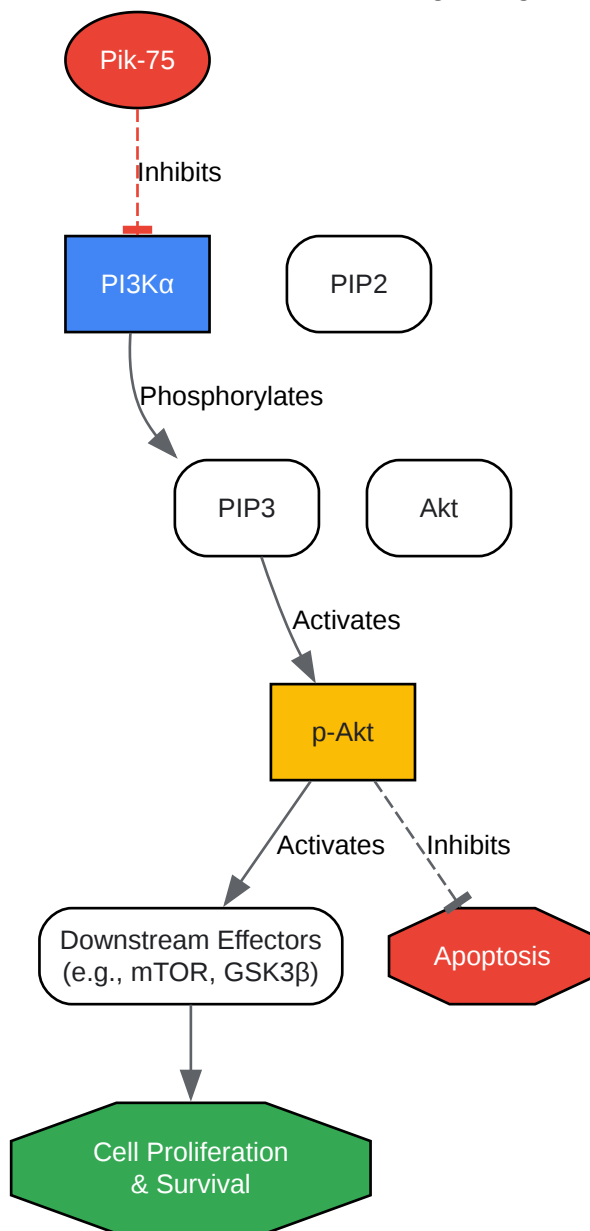 Pik-75
Inhibits
PI3Kα
PIP2
Phosphorylates
PIP3
Akt
Activates
p-Akt
Activates
Inhibits
Downstream Effectors
(e.g., mTOR, GSK3β)
Apoptosis
Cell Proliferation
& Survival